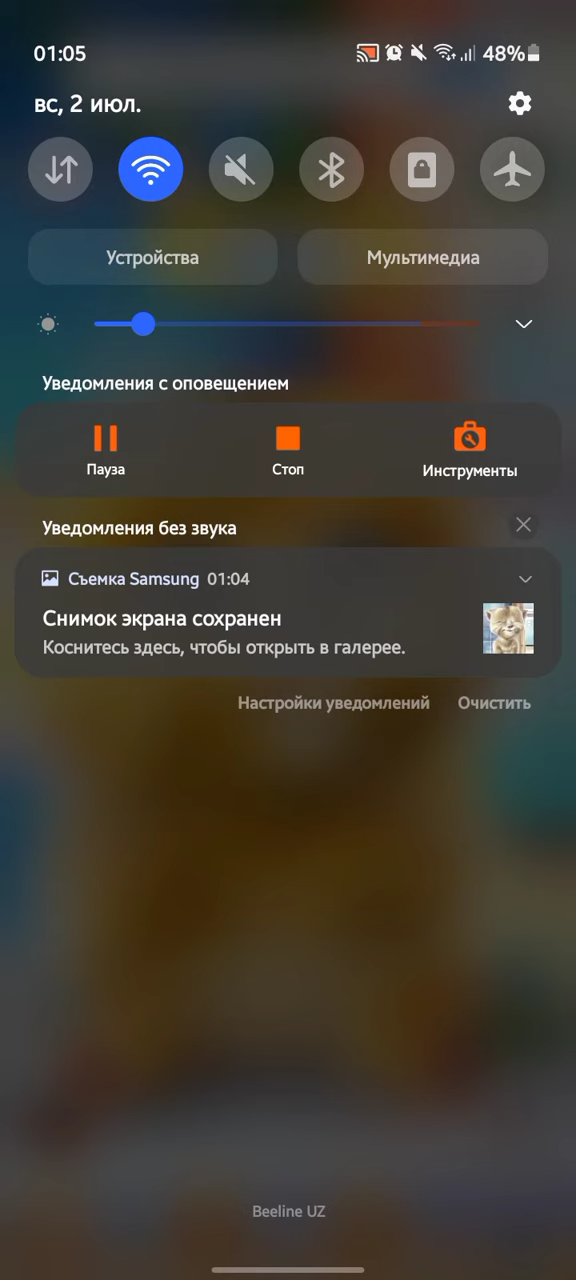 01:05
48%
вс, 2 июл.
Устройства
Мультимедиа
Уведомления с оповещением
Пауза
Стоп
Инструменты
Уведомления без звука
Съемка Samsung 01:04
Снимок экрана сохранен
Коснитесь здесь, чтобы открыть в галерее.
Настройки уведомлений
Очистить
Beeline UZ